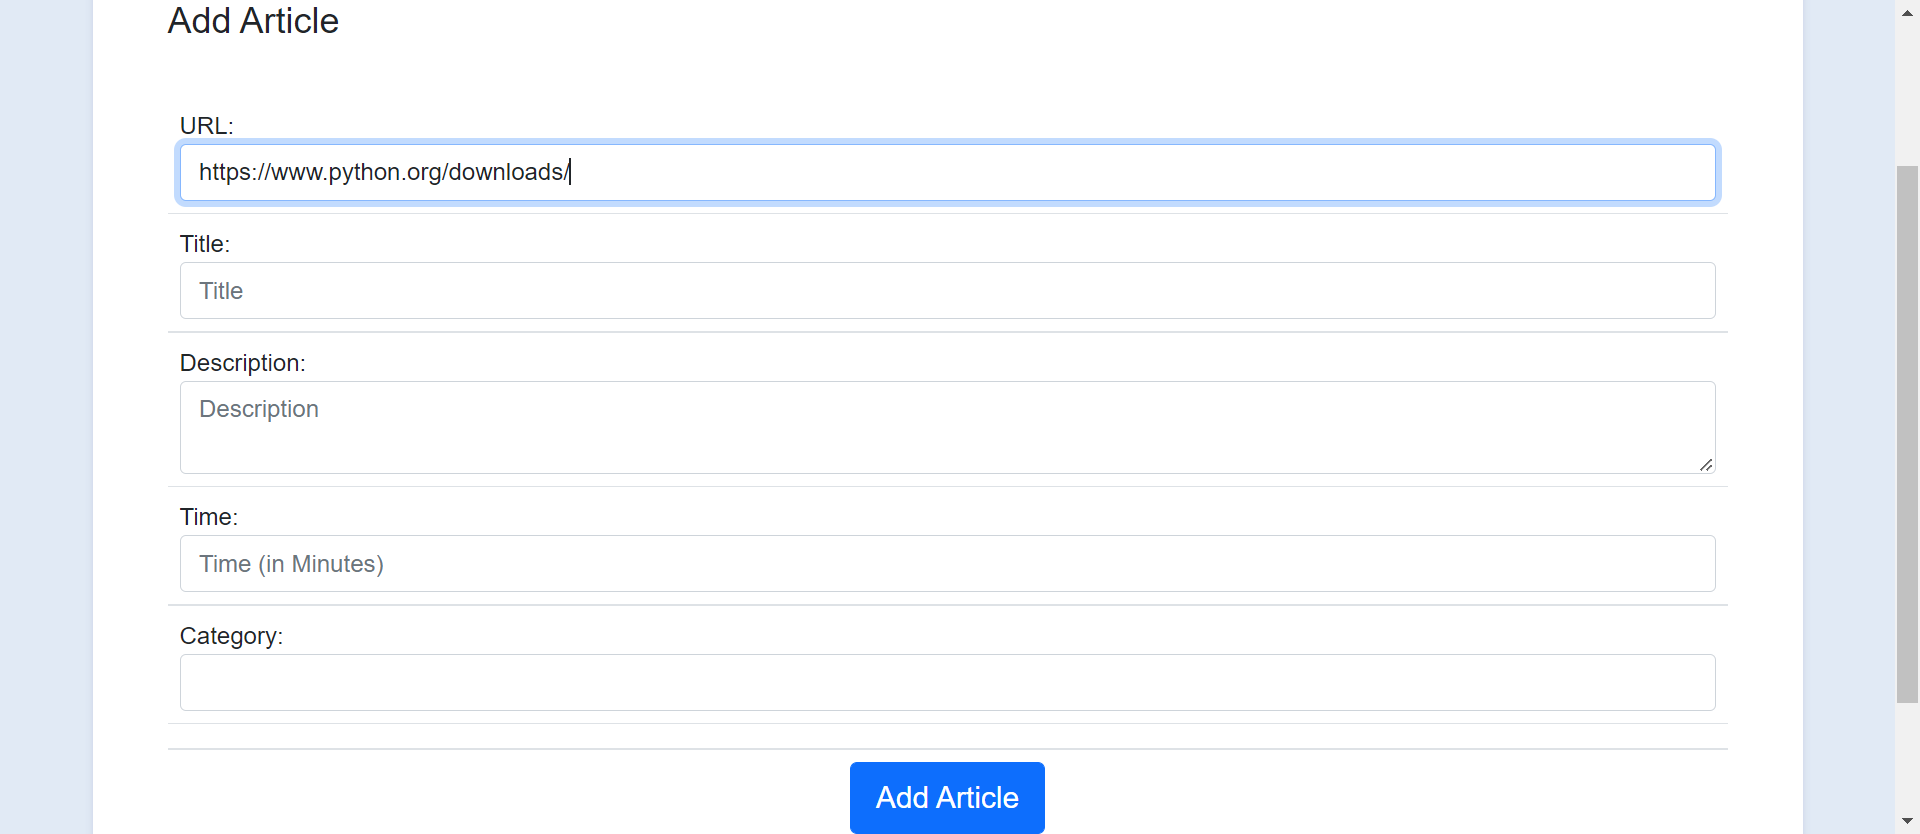 Add Article
URL:
https://www.python.org/downloads/
Title:
Title
Description:
Description
Time:
Time (in Minutes)
Category:
Add Article